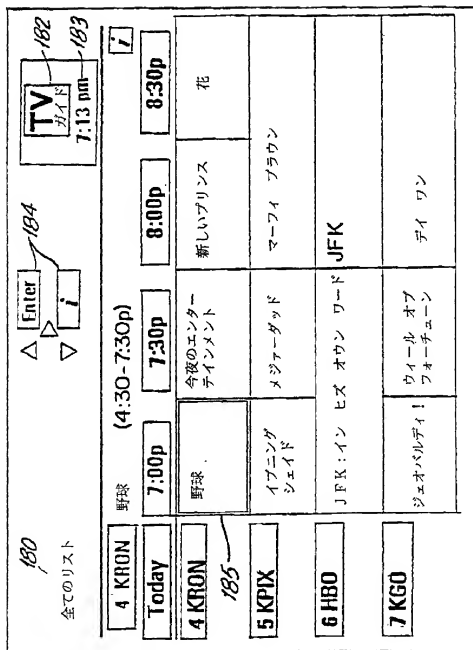 180
全てのリスト
184
Enter
i
TV
ガイド
7:13 pm
182
183
4 KRON
野球
(4:30-7:30p)
i
Today
7:00p
7:30p
8:00p
8:30p
4 KRON
野球
今夜のエンター
テインメント
新しいプリンス
花
185
5 KPIX
イブニング
シェイド
メジャーダッド
マーフィ ブラウン
6 HBO
JFK:イン ヒズ オウン ワード
JFK
7 KGO
ジェオパルディ!
ウィール オブ
フォーチューン
デイ ワン